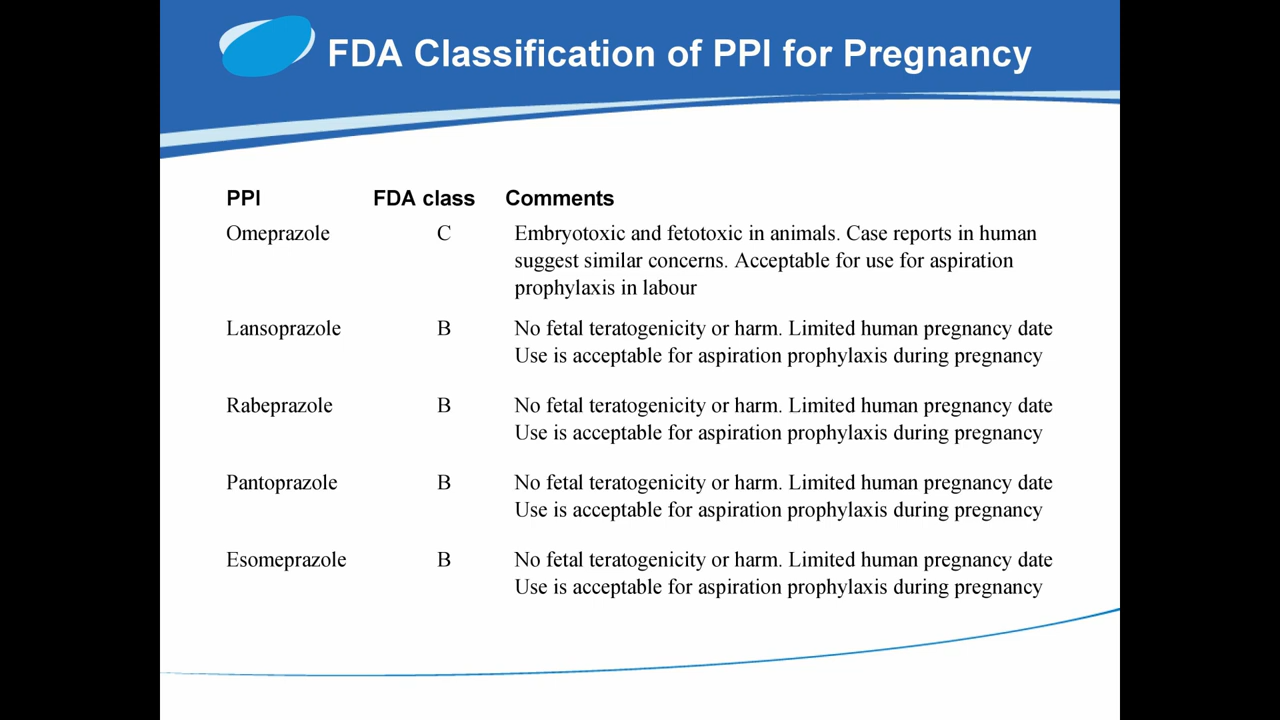 FDA Classification of PPI for Pregnancy
PPI FDA class Comments
Omeprazole C Embryotoxic and fetotoxic in animals. Case reports in human
suggest similar concerns. Acceptable for use for aspiration
prophylaxis in labour
Lansoprazole B No fetal teratogenicity or harm. Limited human pregnancy date
Use is acceptable for aspiration prophylaxis during pregnancy
Rabeprazole B No fetal teratogenicity or harm. Limited human pregnancy date
Use is acceptable for aspiration prophylaxis during pregnancy
Pantoprazole B No fetal teratogenicity or harm. Limited human pregnancy date
Use is acceptable for aspiration prophylaxis during pregnancy
Esomeprazole B No fetal teratogenicity or harm. Limited human pregnancy date
Use is acceptable for aspiration prophylaxis during pregnancy